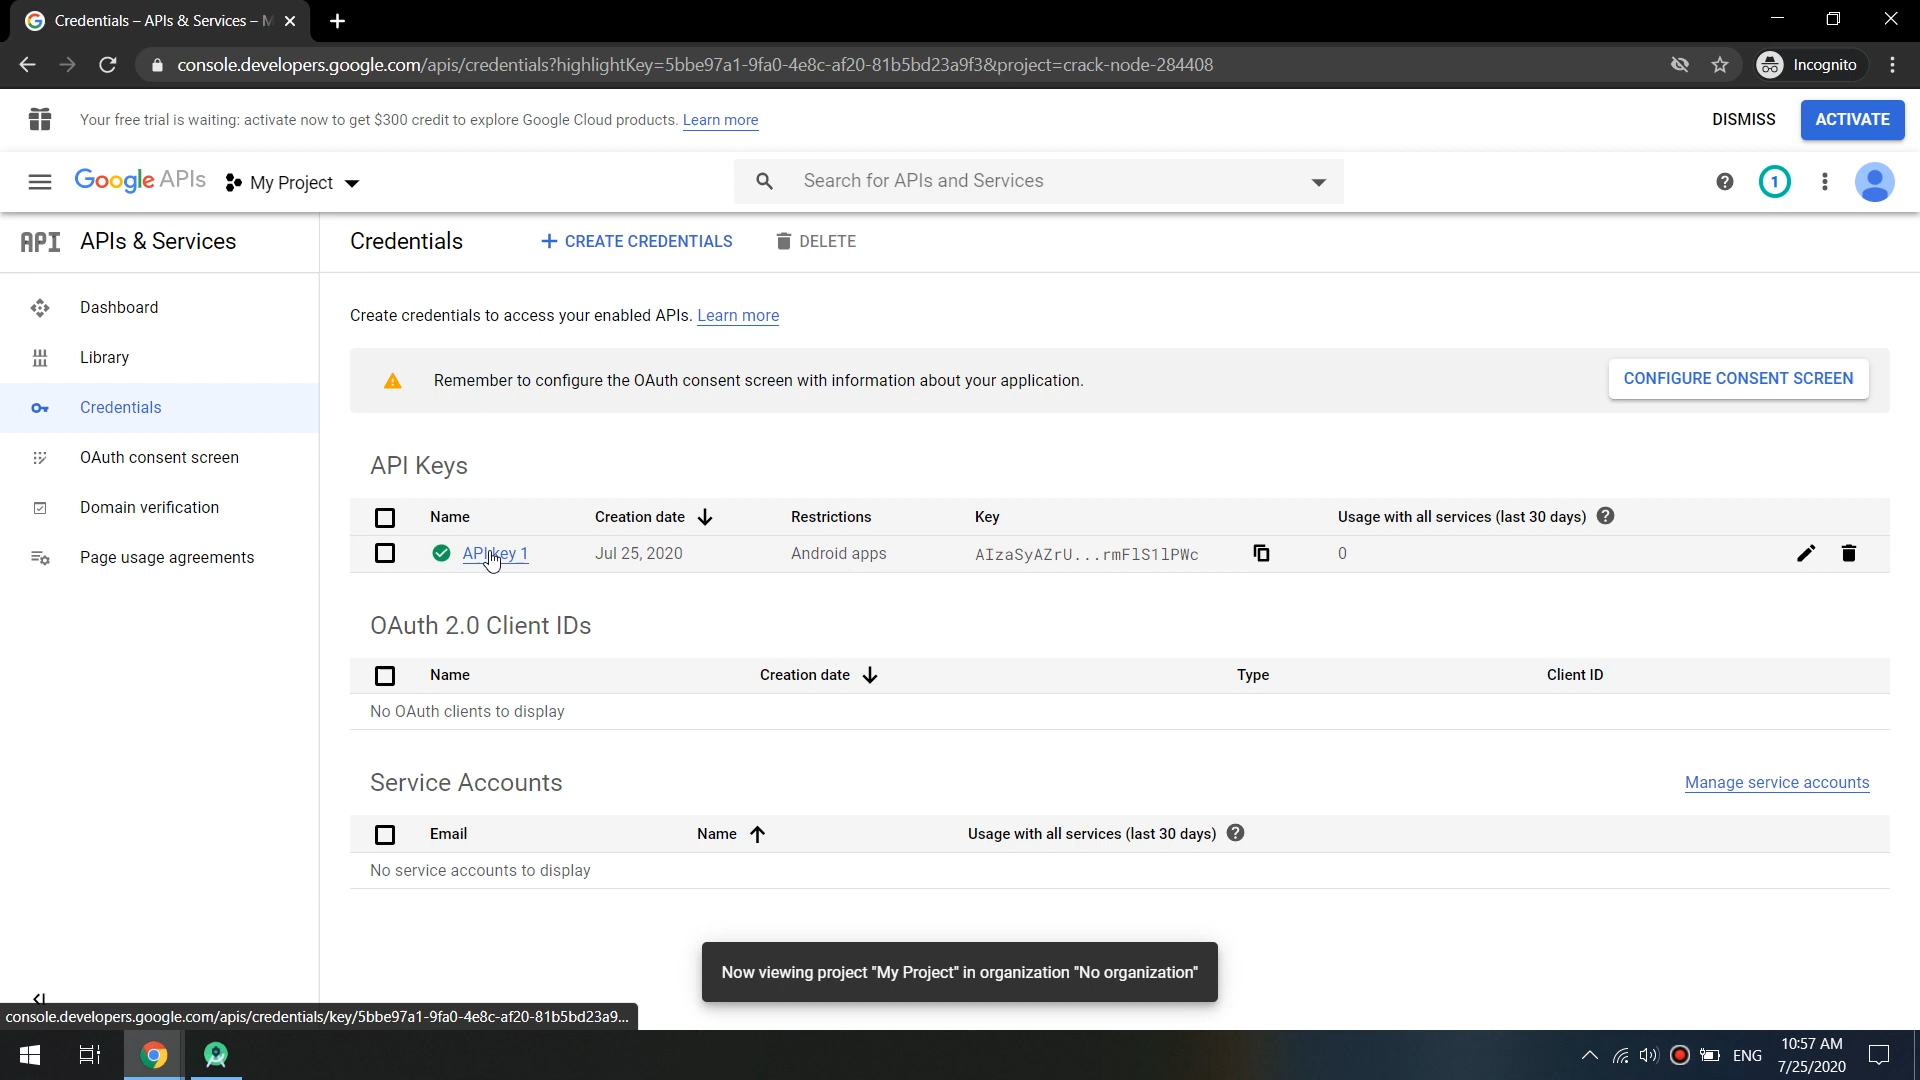 Credentials – APIs & Services – M
console.developers.google.com/apis/credentials?highlightKey=5bbe97a1-9fa0-4e8c-af20-81b5bd23a9f3&project=crack-node-284408
Incognito
Your free trial is waiting: activate now to get $300 credit to explore Google Cloud products. Learn more
DISMISS
ACTIVATE
Google APIs
My Project
Search for APIs and Services
1
API APIs & Services
Credentials
CREATE CREDENTIALS
DELETE
Dashboard
Library
Credentials
OAuth consent screen
Domain verification
Page usage agreements
Create credentials to access your enabled APIs. Learn more
Remember to configure the OAuth consent screen with information about your application.
CONFIGURE CONSENT SCREEN
API Keys
Name Creation date Restrictions Key Usage with all services (last 30 days)
API key 1 Jul 25, 2020 Android apps AIzaSyAZrU...rmFlS1lPWc 0
OAuth 2.0 Client IDs
Name Creation date Type Client ID
No OAuth clients to display
Service Accounts
Manage service accounts
Email Name Usage with all services (last 30 days)
No service accounts to display
Now viewing project "My Project" in organization "No organization"
console.developers.google.com/apis/credentials/key/5bbe97a1-9fa0-4e8c-af20-81b5bd23a9...
ENG
10:57 AM
7/25/2020